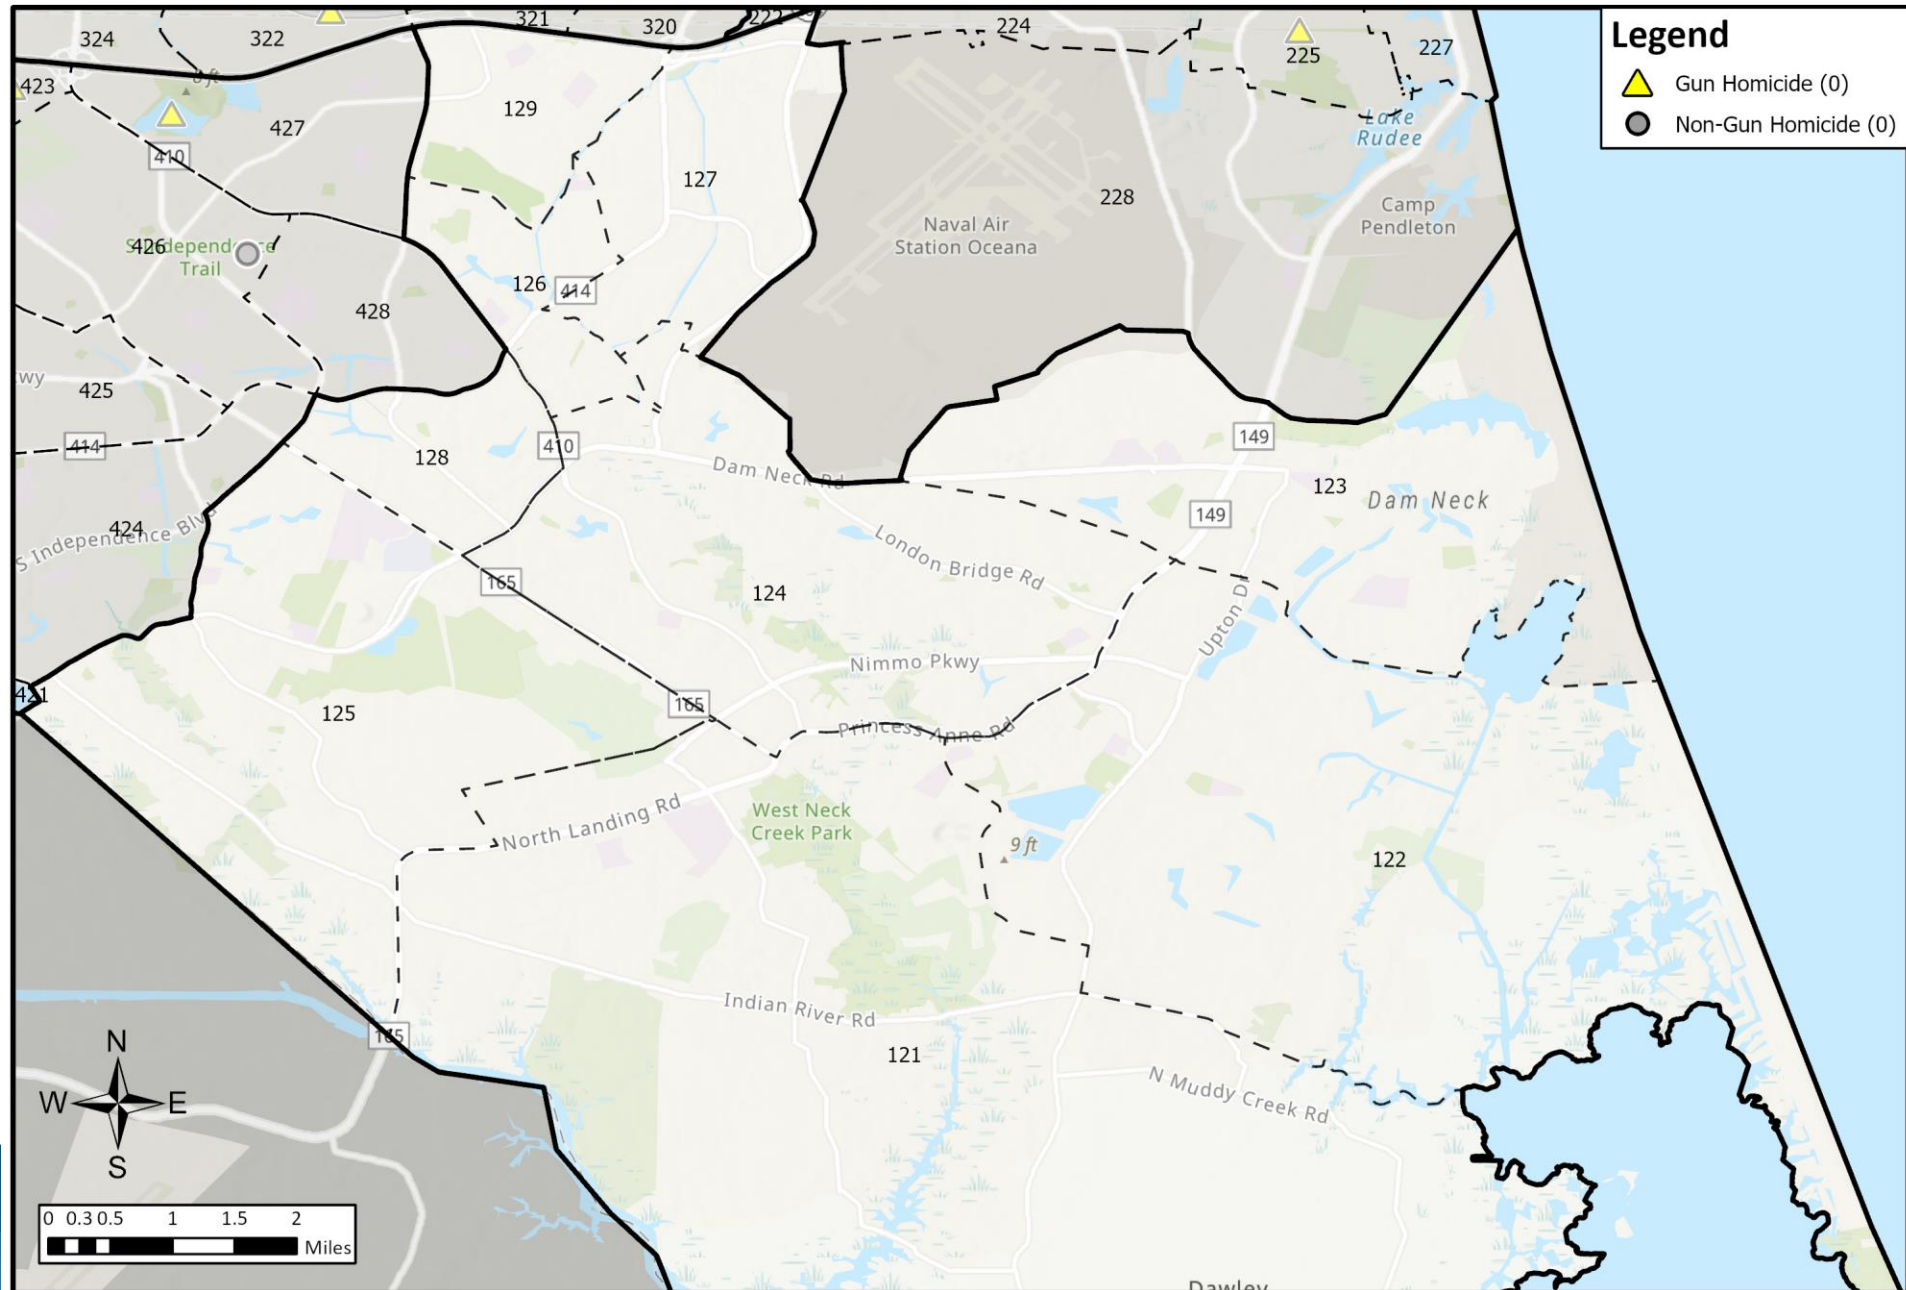 Legend
Gun Homicide (0)
Non-Gun Homicide (0)
321
320
222
224
324
322
225
227
423
6 ft
427
129
Lake
Rudee
410
127
228
Camp
Pendleton
Naval Air
Station Oceana
426
S Independence
Trail
126
414
428
425
149
414
128
410
Dam Neck Rd
123
Dam Neck
149
424
S Independence Blvd
London Bridge Rd
165
124
Upton Dr
Nimmo Pkwy
421
125
165
Princess Anne Rd
North Landing Rd
West Neck
Creek Park
9 ft
122
Indian River Rd
165
121
N Muddy Creek Rd
N
W
E
S
0 0.3 0.5 1 1.5 2
Miles
Dawley